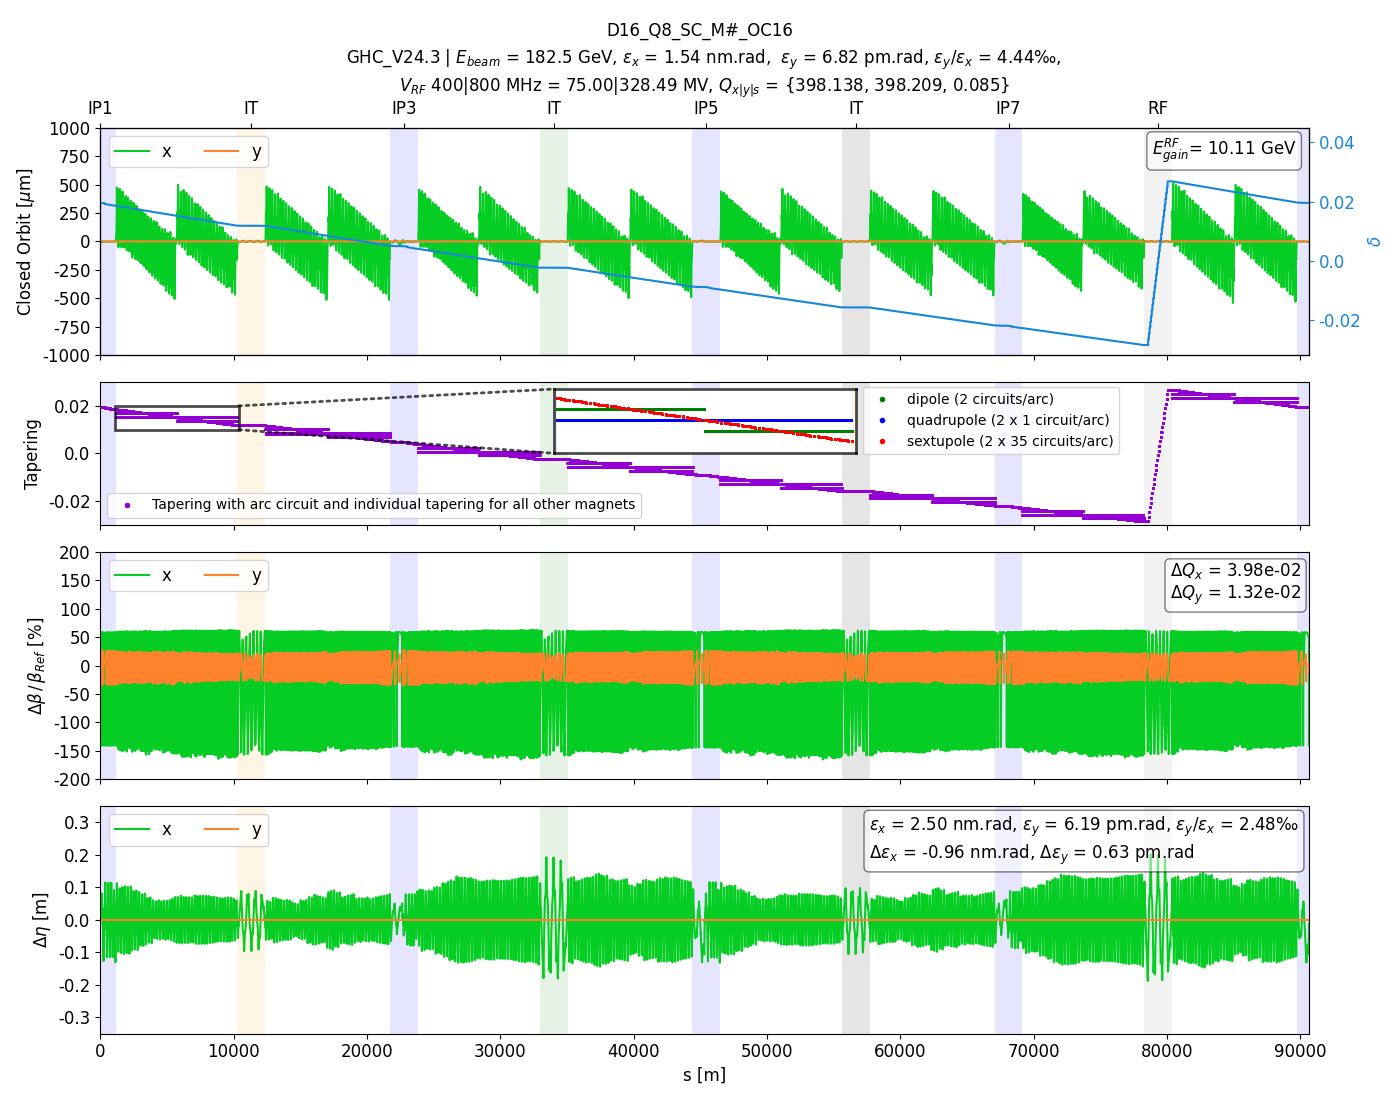 D16_Q8_SC_M#_OC16
GHC_V24.3 | E_beam = 182.5 GeV, ε_x = 1.54 nm.rad, ε_y = 6.82 pm.rad, ε_y/ε_x = 4.44‰,
V_RF 400|800 MHz = 75.00|328.49 MV, Q_x|y|s = {398.138, 398.209, 0.085}
IP1 IT IP3 IT IP5 IT IP7 RF
1000
750
500
250
0
-250
-500
-750
-1000
Closed Orbit [μm]
x y
E^RF_gain= 10.11 GeV
0.04
0.02
0.0
-0.02
δ
0.02
0.0
-0.02
Tapering
dipole (2 circuits/arc)
quadrupole (2 x 1 circuit/arc)
sextupole (2 x 35 circuits/arc)
Tapering with arc circuit and individual tapering for all other magnets
200
150
100
50
0
-50
-100
-150
-200
Δβ/β_Ref [%]
x y
ΔQ_x = 3.98e-02
ΔQ_y = 1.32e-02
0.3
0.2
0.1
0.0
-0.1
-0.2
-0.3
Δη [m]
x y
ε_x = 2.50 nm.rad, ε_y = 6.19 pm.rad, ε_y/ε_x = 2.48‰
Δε_x = -0.96 nm.rad, Δε_y = 0.63 pm.rad
0 10000 20000 30000 40000 50000 60000 70000 80000 90000
s [m]